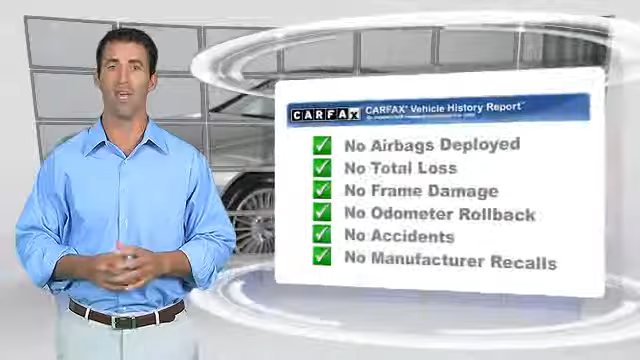 CARFAX CARFAX Vehicle History Report™
No Airbags Deployed
No Total Loss
No Frame Damage
No Odometer Rollback
No Accidents
No Manufacturer Recalls